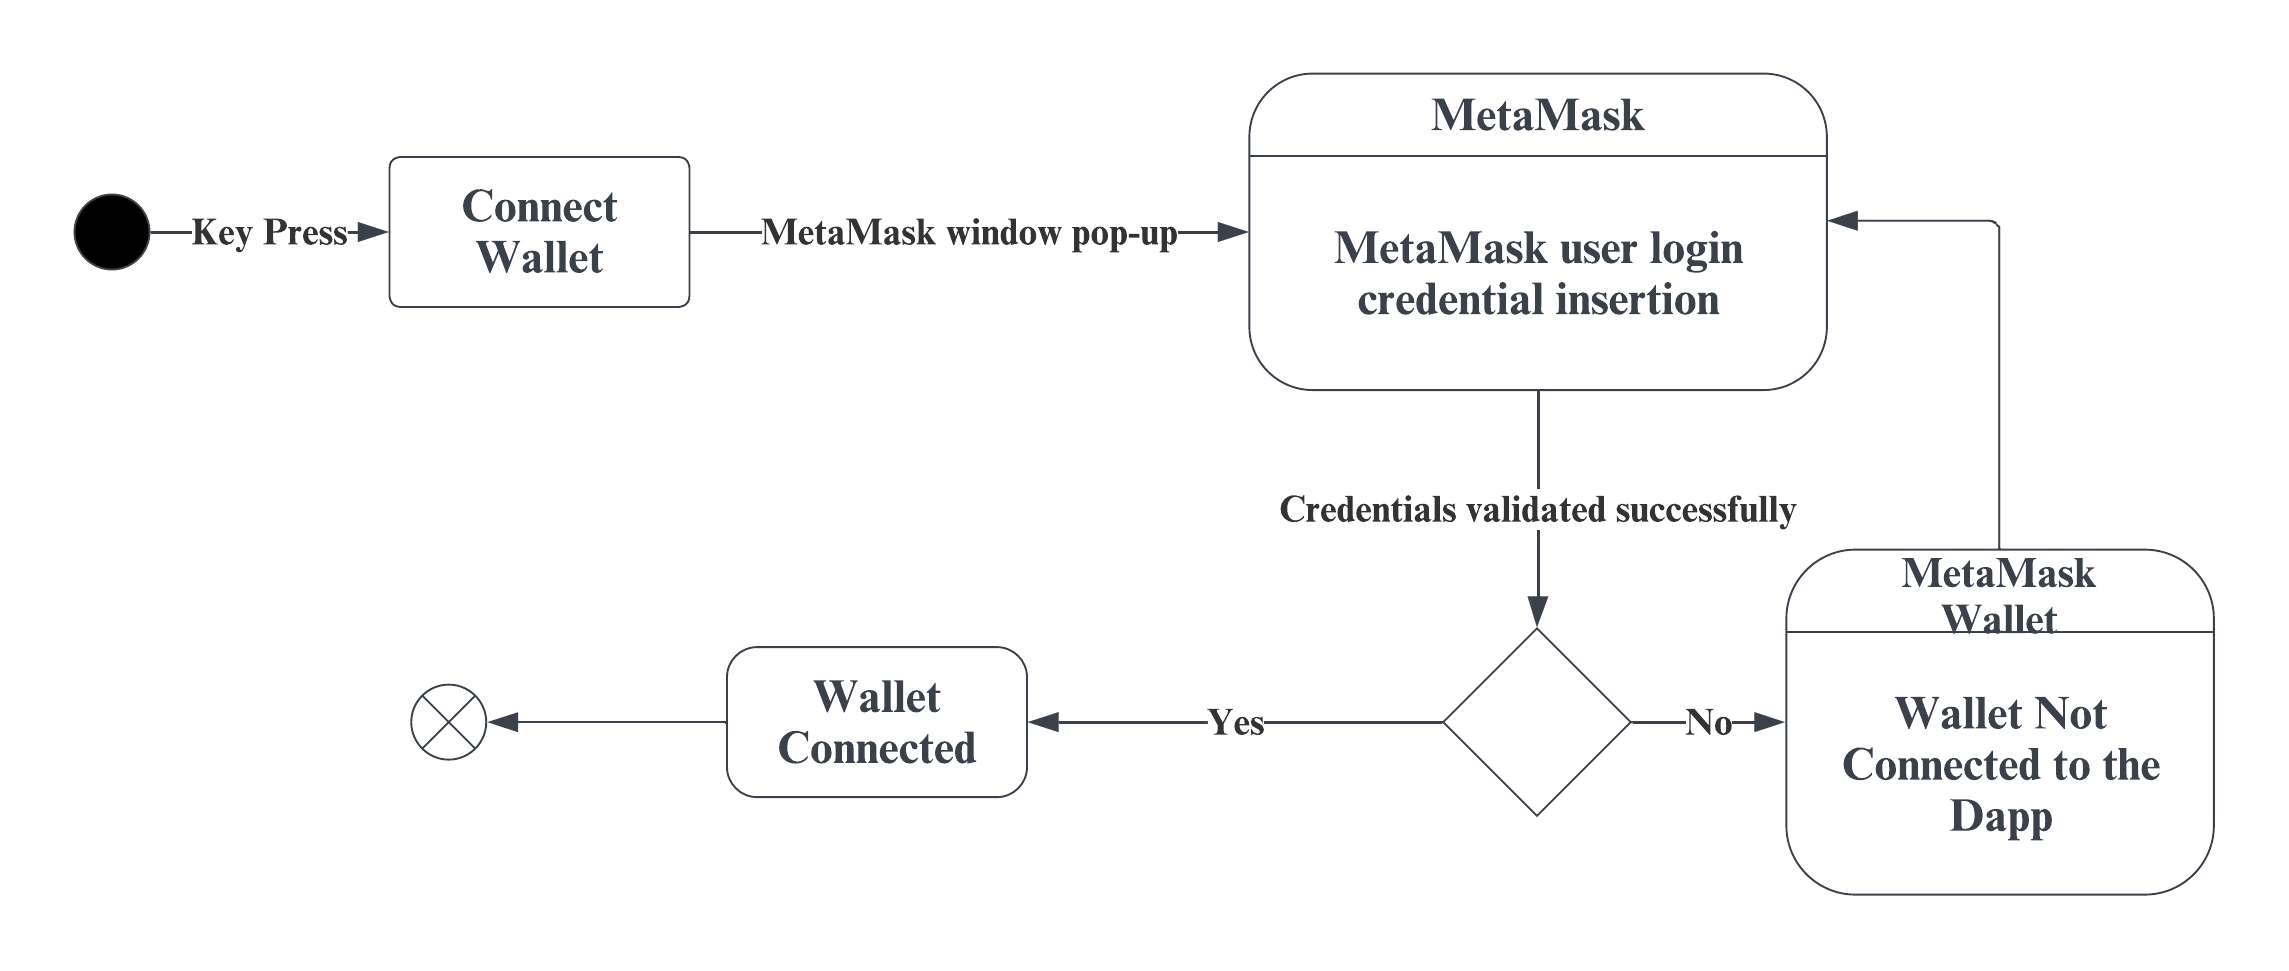 Key Press
Connect
Wallet
MetaMask window pop-up
MetaMask
MetaMask user login
credential insertion
Credentials validated successfully
Yes
No
Wallet
Connected
MetaMask
Wallet
Wallet Not
Connected to the
Dapp